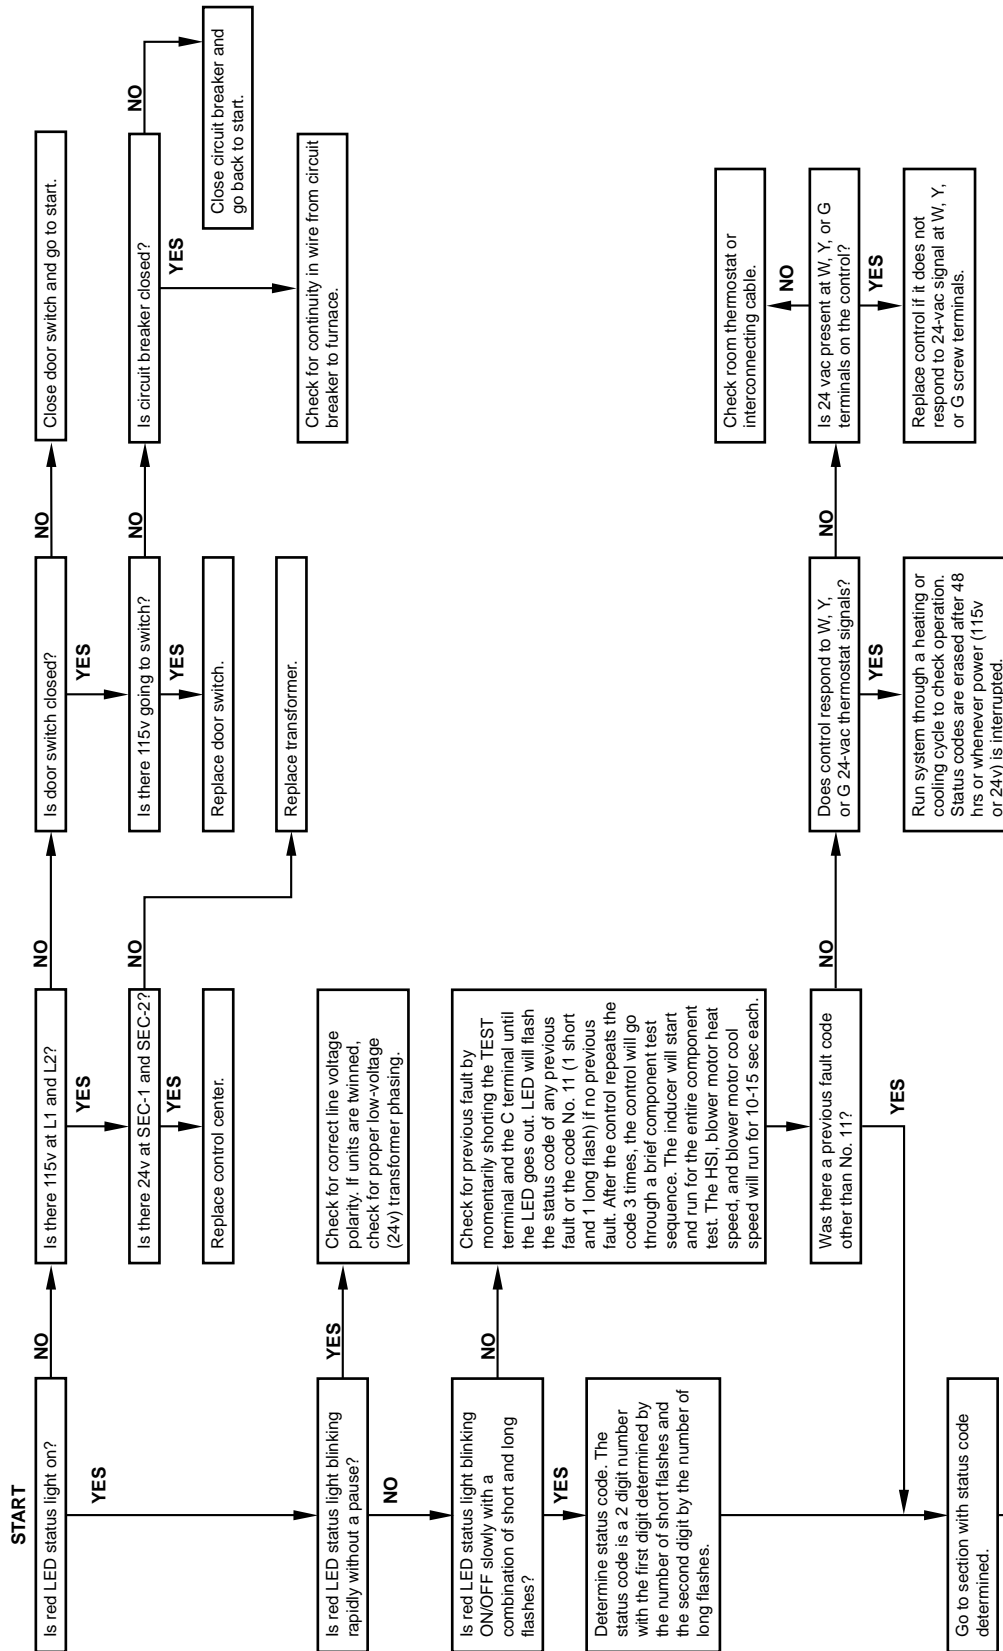 START
Is red LED status light on?
NO
YES
Is there 115v at L1 and L2?
NO
YES
Is door switch closed?
NO
YES
Close door switch and go to start.
Is there 24v at SEC-1 and SEC-2?
NO
YES
Replace control center.
Is there 115v going to switch?
NO
YES
Replace door switch.
Replace transformer.
Is circuit breaker closed?
NO
YES
Close circuit breaker and
go back to start.
Check for continuity in wire from circuit
breaker to furnace.
Is red LED status light blinking
rapidly without a pause?
YES
NO
Check for correct line voltage
polarity. If units are twinned,
check for proper low-voltage
(24v) transformer phasing.
Is red LED status light blinking
ON/OFF slowly with a
combination of short and long
flashes?
NO
YES
Check for previous fault by
momentarily shorting the TEST
terminal and the C terminal until
the LED goes out. LED will flash
the status code of any previous
fault or the code No. 11 (1 short
and 1 long flash) if no previous
fault. After the control repeats the
code 3 times, the control will go
through a brief component test
sequence. The inducer will start
and run for the entire component
test. The HSI, blower motor heat
speed, and blower motor cool
speed will run for 10-15 sec each.
Determine status code. The
status code is a 2 digit number
with the first digit determined by
the number of short flashes and
the second digit by the number of
long flashes.
Was there a previous fault code
other than No. 11?
NO
YES
Does control respond to W, Y,
or G 24-vac thermostat signals?
NO
YES
Is 24 vac present at W, Y, or G
terminals on the control?
NO
YES
Check room thermostat or
interconnecting cable.
Replace control if it does not
respond to 24-vac signal at W, Y,
or G screw terminals.
Run system through a heating or
cooling cycle to check operation.
Status codes are erased after 48
hrs or whenever power (115v
or 24v) is interrupted.
Go to section with status code
determined.